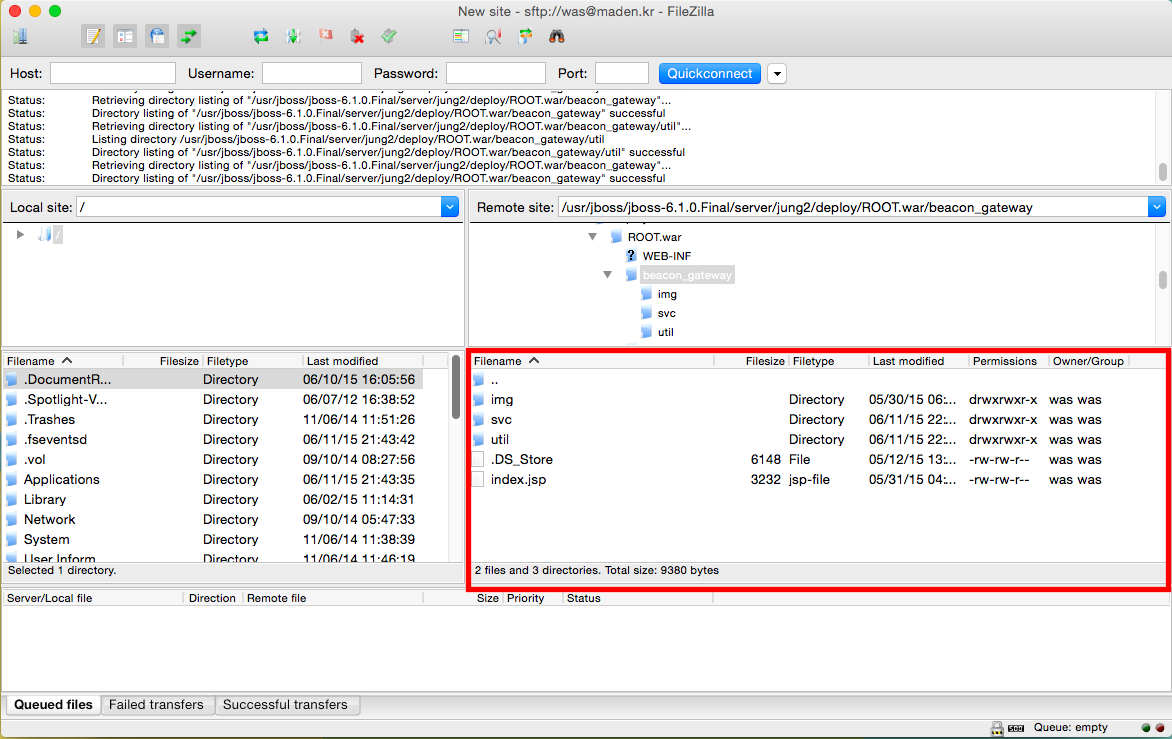 New site - sftp://was@maden.kr - FileZilla
Host: Username: Password: Port: Quickconnect
Status: Retrieving directory listing of "/usr/jboss/jboss-6.1.0.Final/server/jung2/deploy/ROOT.war/beacon_gateway"...
Status: Directory listing of "/usr/jboss/jboss-6.1.0.Final/server/jung2/deploy/ROOT.war/beacon_gateway" successful
Status: Retrieving directory listing of "/usr/jboss/jboss-6.1.0.Final/server/jung2/deploy/ROOT.war/beacon_gateway/util"...
Status: Listing directory /usr/jboss/jboss-6.1.0.Final/server/jung2/deploy/ROOT.war/beacon_gateway/util
Status: Directory listing of "/usr/jboss/jboss-6.1.0.Final/server/jung2/deploy/ROOT.war/beacon_gateway/util" successful
Status: Retrieving directory listing of "/usr/jboss/jboss-6.1.0.Final/server/jung2/deploy/ROOT.war/beacon_gateway"...
Status: Directory listing of "/usr/jboss/jboss-6.1.0.Final/server/jung2/deploy/ROOT.war/beacon_gateway" successful
Local site: /
/
Remote site: /usr/jboss/jboss-6.1.0.Final/server/jung2/deploy/ROOT.war/beacon_gateway
ROOT.war
? WEB-INF
beacon_gateway
img
svc
util
Filename Filesize Filetype Last modified
.DocumentR... Directory 06/10/15 16:05:56
.Spotlight-V... Directory 06/07/12 16:38:52
.Trashes Directory 11/06/14 11:51:26
.fseventsd Directory 06/11/15 21:43:42
.vol Directory 09/10/14 08:27:56
Applications Directory 06/11/15 21:43:35
Library Directory 06/02/15 11:14:31
Network Directory 09/10/14 05:47:33
System Directory 11/06/14 11:38:39
User Inform Directory 11/06/14 11:46:19
Selected 1 directory.
Filename Filesize Filetype Last modified Permissions Owner/Group
..
img Directory 05/30/15 06:... drwxrwxr-x was was
svc Directory 06/11/15 22:... drwxrwxr-x was was
util Directory 06/11/15 22:... drwxrwxr-x was was
.DS_Store 6148 File 05/12/15 13:... -rw-rw-r-- was was
index.jsp 3232 jsp-file 05/31/15 04:... -rw-rw-r-- was was
2 files and 3 directories. Total size: 9380 bytes
Server/Local file Direction Remote file Size Priority Status
Queued files Failed transfers Successful transfers
Queue: empty